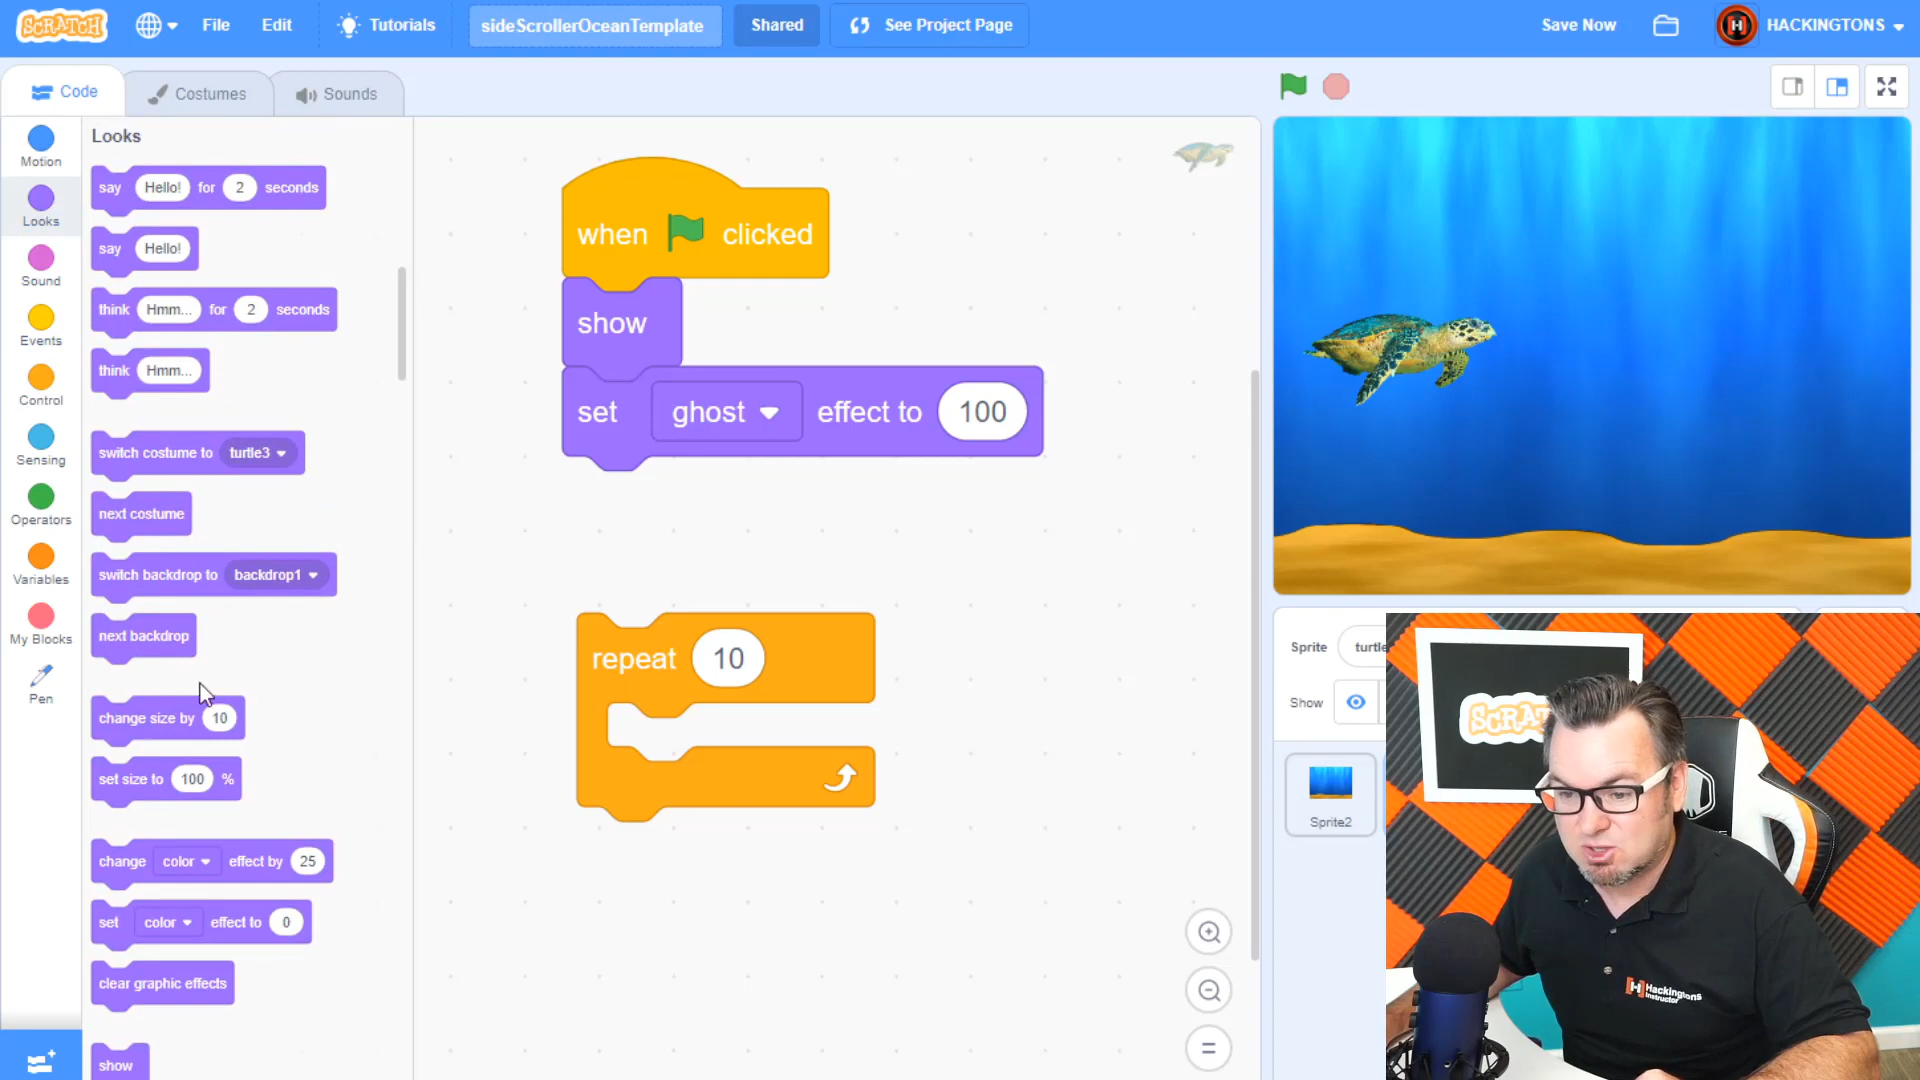 SCRATCH
File
Edit
Tutorials
sideScrollerOceanTemplate
Shared
See Project Page
Save Now
HACKINGTONS
Code
Costumes
Sounds
Motion
Looks
Sound
Events
Control
Sensing
Operators
Variables
My Blocks
Pen
Looks
say Hello! for 2 seconds
say Hello!
think Hmm... for 2 seconds
think Hmm...
switch costume to turtle3
next costume
switch backdrop to backdrop1
next backdrop
change size by 10
set size to 100 %
change color effect by 25
set color effect to 0
clear graphic effects
show
when clicked
show
set ghost effect to 100
repeat 10
Sprite turtle
Show
Sprite2
Hackingtons
Instructor